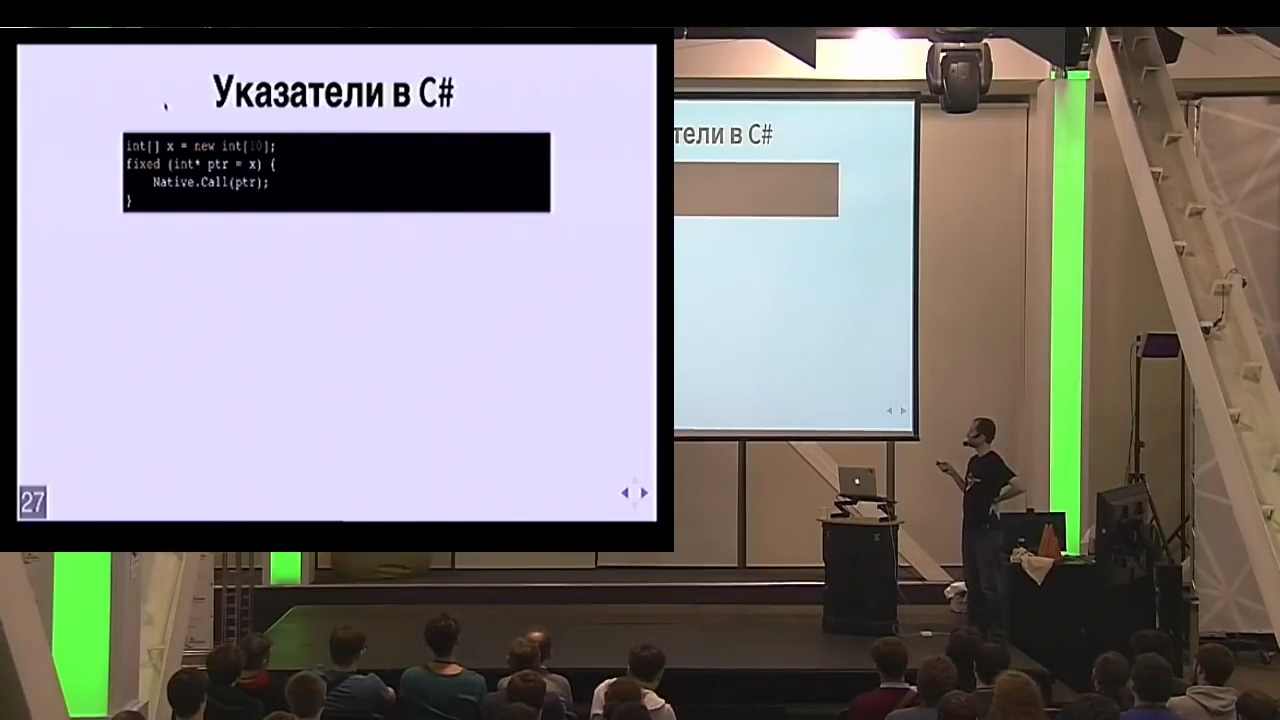 Указатели в C#
int[] x = new int[10];
fixed (int* ptr = x) {
    Native.Call(ptr);
}
27
тели в C#